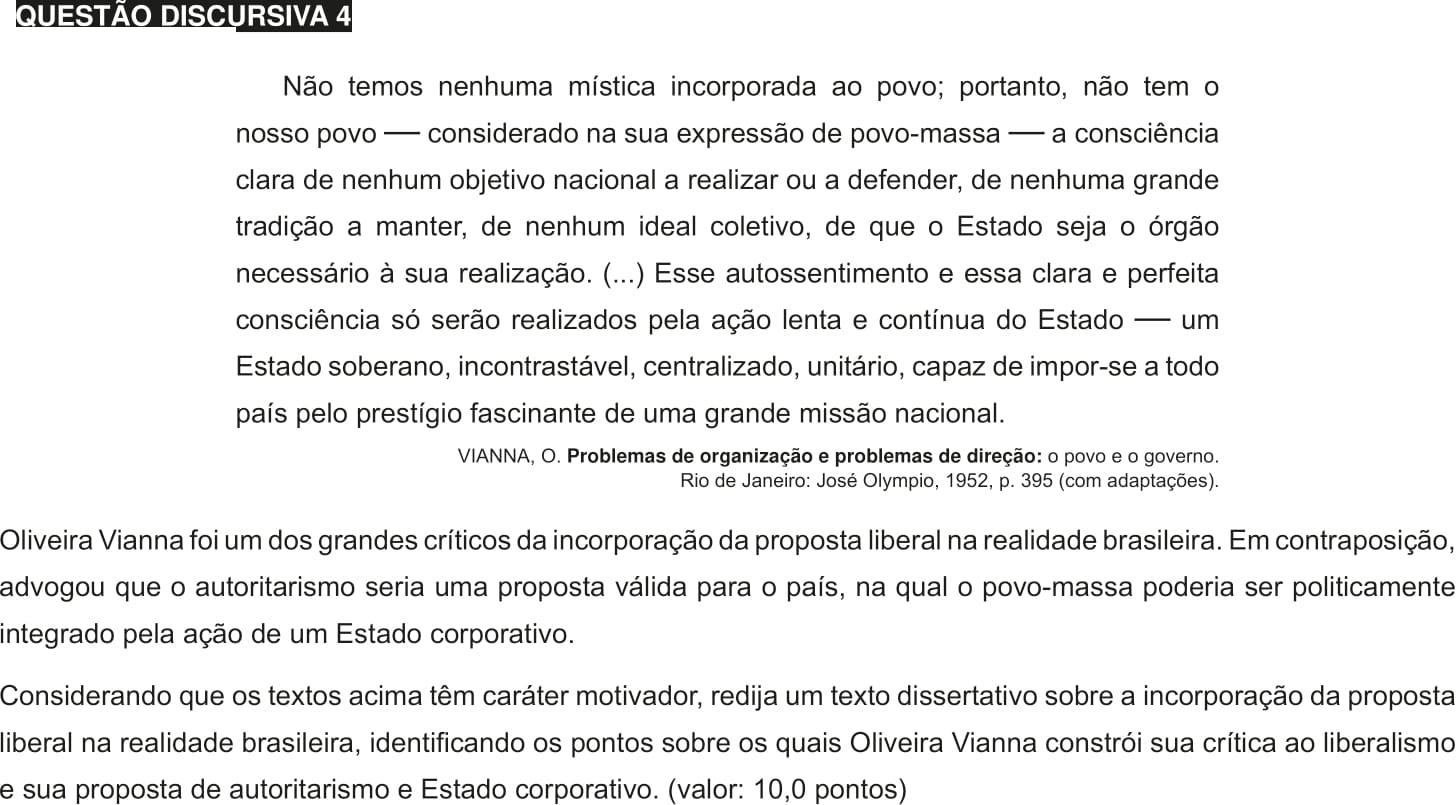 QUESTÃO DISCURSIVA 4
Não temos nenhuma mística incorporada ao povo; portanto, não tem o
nosso povo — considerado na sua expressão de povo-massa — a consciência
clara de nenhum objetivo nacional a realizar ou a defender, de nenhuma grande
tradição a manter, de nenhum ideal coletivo, de que o Estado seja o órgão
necessário à sua realização. (...) Esse autossentimento e essa clara e perfeita
consciência só serão realizados pela ação lenta e contínua do Estado — um
Estado soberano, incontrastável, centralizado, unitário, capaz de impor-se a todo
país pelo prestígio fascinante de uma grande missão nacional.
VIANNA, O. Problemas de organização e problemas de direção: o povo e o governo.
Rio de Janeiro: José Olympio, 1952, p. 395 (com adaptações).
Oliveira Vianna foi um dos grandes críticos da incorporação da proposta liberal na realidade brasileira. Em contraposição,
advogou que o autoritarismo seria uma proposta válida para o país, na qual o povo-massa poderia ser politicamente
integrado pela ação de um Estado corporativo.
Considerando que os textos acima têm caráter motivador, redija um texto dissertativo sobre a incorporação da proposta
liberal na realidade brasileira, identificando os pontos sobre os quais Oliveira Vianna constrói sua crítica ao liberalismo
e sua proposta de autoritarismo e Estado corporativo. (valor: 10,0 pontos)